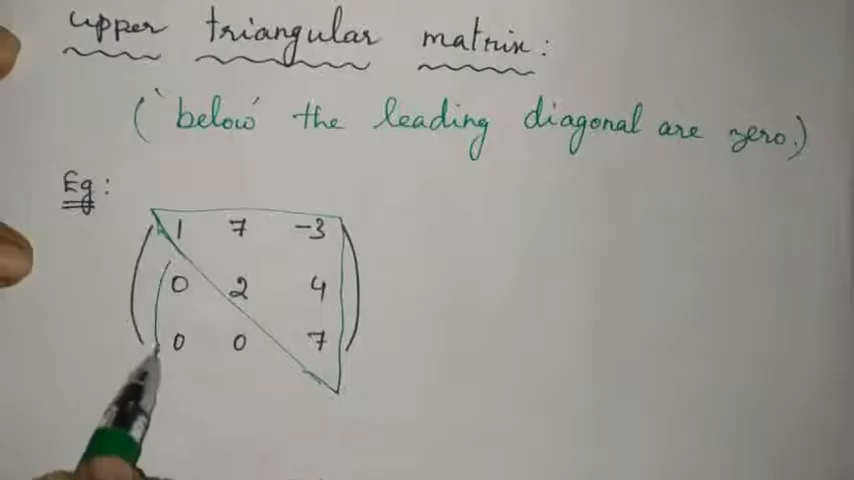 upper triangular matrix:
('below' the leading diagonal are zero.)
Eg:
1 7 -3
0 2 4
0 0 7